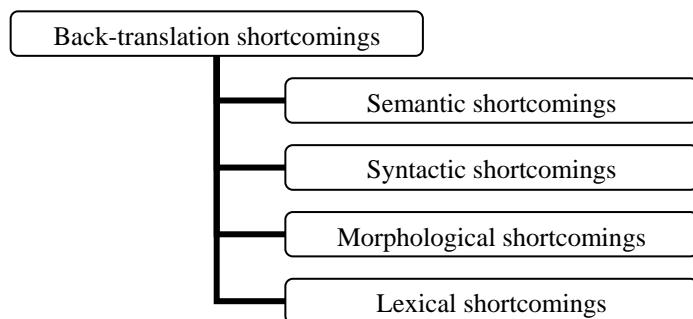 Back-translation shortcomings
Semantic shortcomings
Syntactic shortcomings
Morphological shortcomings
Lexical shortcomings